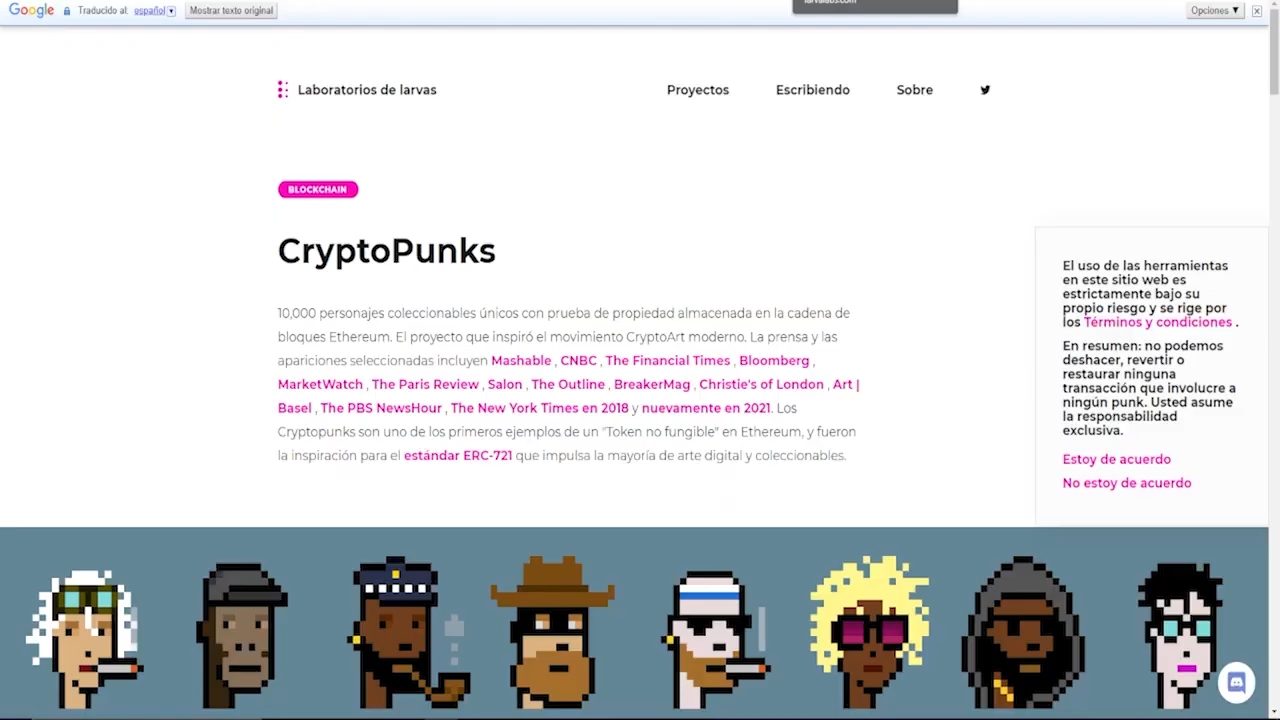 larvalabs.com
Google Traducido al: español Mostrar texto original Opciones
Laboratorios de larvas Proyectos Escribiendo Sobre
BLOCKCHAIN
CryptoPunks
10,000 personajes coleccionables únicos con prueba de propiedad almacenada en la cadena de
bloques Ethereum. El proyecto que inspiró el movimiento CryptoArt moderno. La prensa y las
apariciones seleccionadas incluyen Mashable , CNBC , The Financial Times , Bloomberg ,
MarketWatch , The Paris Review , Salon , The Outline , BreakerMag , Christie's of London , Art |
Basel , The PBS NewsHour , The New York Times en 2018 y nuevamente en 2021. Los
Cryptopunks son uno de los primeros ejemplos de un "Token no fungible" en Ethereum, y fueron
la inspiración para el estándar ERC-721 que impulsa la mayoría de arte digital y coleccionables.
El uso de las herramientas
en este sitio web es
estrictamente bajo su
propio riesgo y se rige por
los Términos y condiciones .
En resumen: no podemos
deshacer, revertir o
restaurar ninguna
transacción que involucre a
ningún punk. Usted asume
la responsabilidad
exclusiva.
Estoy de acuerdo
No estoy de acuerdo